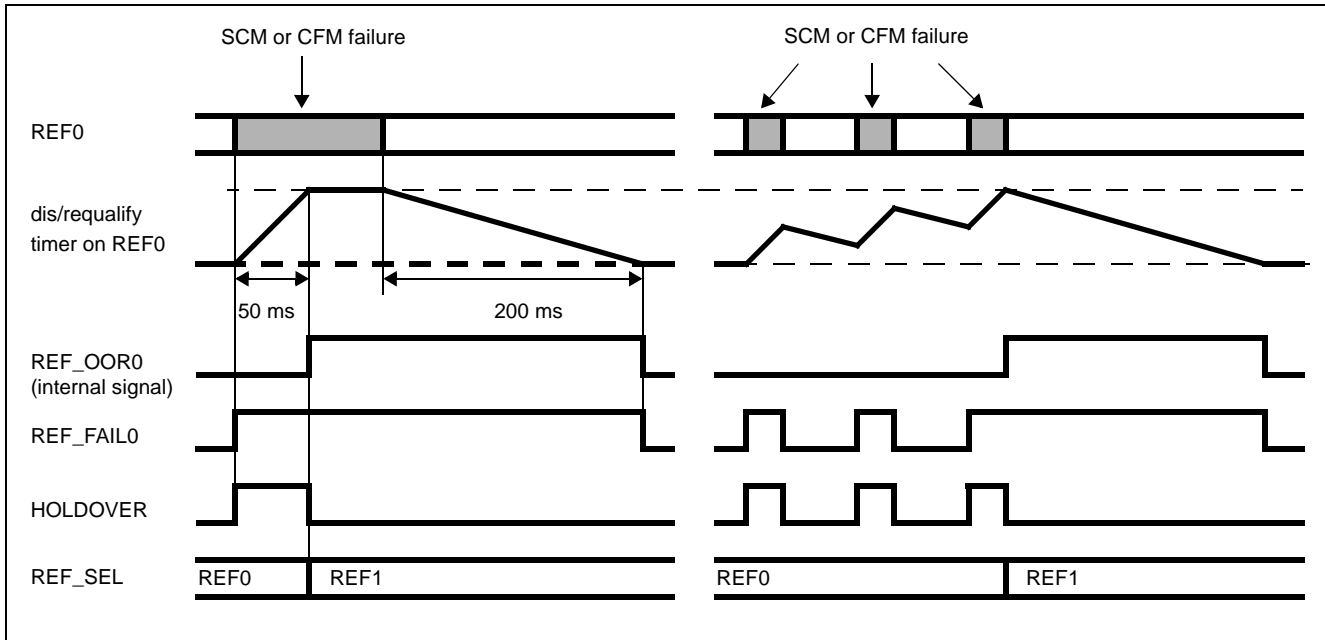 SCM or CFM failure
SCM or CFM failure
REF0
dis/requalify
timer on REF0
50 ms
200 ms
REF_OOR0
(internal signal)
REF_FAIL0
HOLDOVER
REF_SEL
REF0
REF1
REF0
REF1